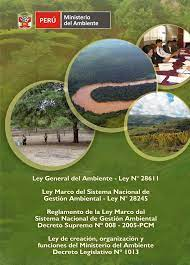 PERÚ
Ministerio
del Ambiente
Ley General del Ambiente - Ley N° 28611
Ley Marco del Sistema Nacional de
Gestión Ambiental - Ley N° 28245
Reglamento de la Ley Marco del
Sistema Nacional de Gestión Ambiental
Decreto Supremo N° 008 - 2005-PCM
Ley de creación, organización y
funciones del Ministerio del Ambiente
Decreto Legislativo N° 1013